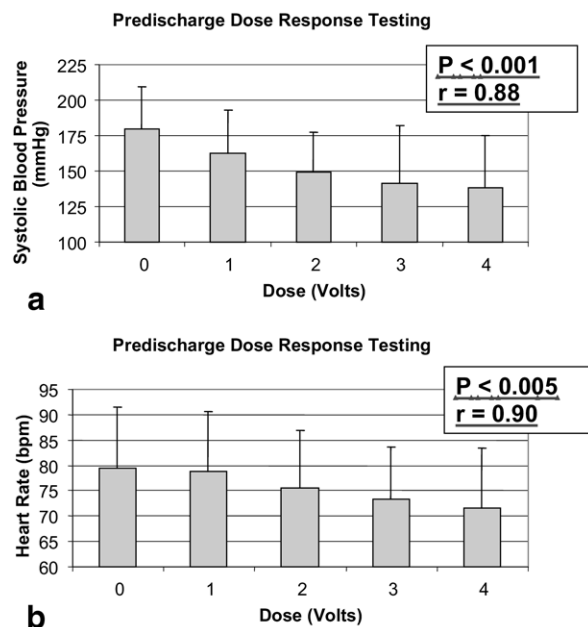 Predischarge Dose Response Testing
P < 0.001
r = 0.88
Systolic Blood Pressure
(mmHg)
225
200
175
150
125
100
0 1 2 3 4
Dose (Volts)
a
Predischarge Dose Response Testing
P < 0.005
r = 0.90
Heart Rate (bpm)
95
90
85
80
75
70
65
60
0 1 2 3 4
Dose (Volts)
b